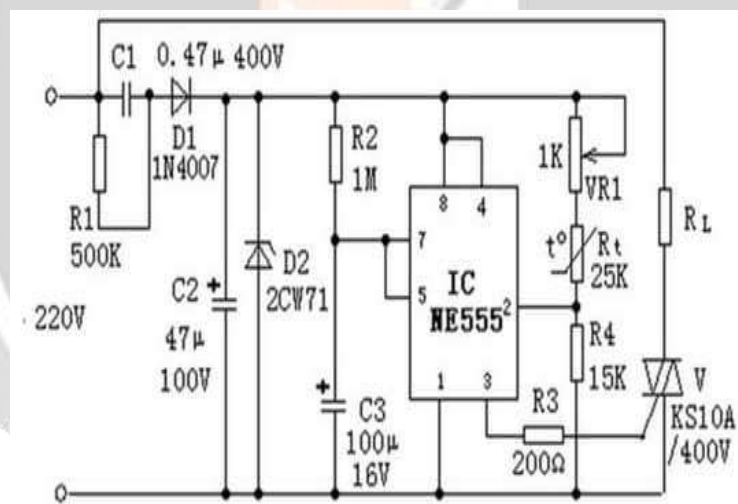 C1 0.47μ 400V
D1
1N4007
R1
500K
R2
1M
1K
VR1
8 4
7
5
IC
NE555
2
1 3
t° Rt
25K
RL
D2
2CW71
C2 +
47μ
100V
220V
+
C3
100μ
16V
R4
15K
R3
200Ω
V
KS10A
/400V